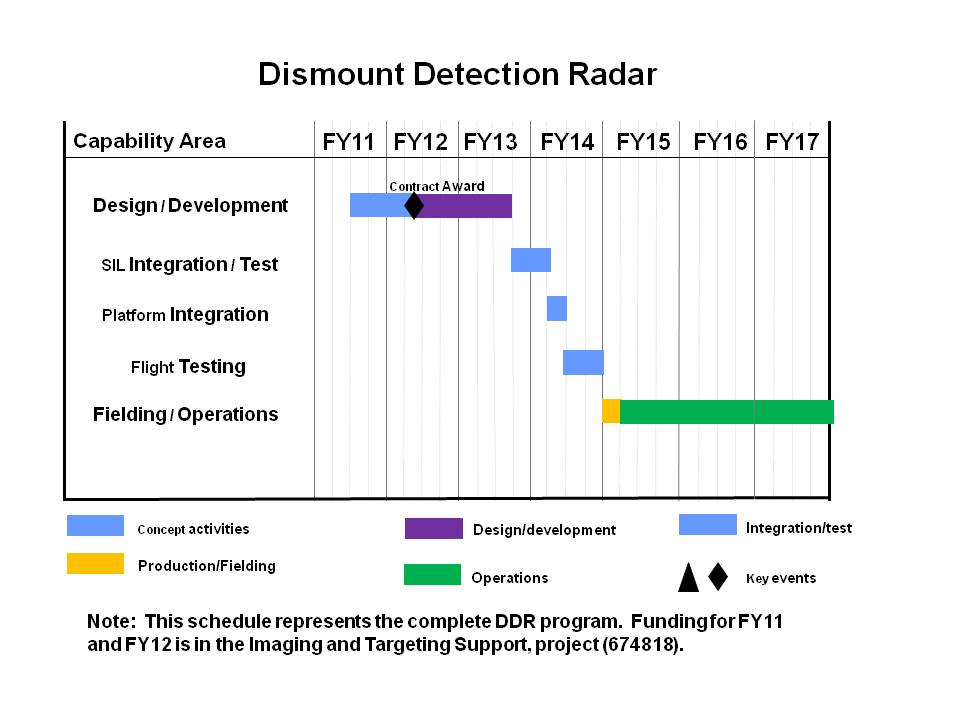 Dismount Detection Radar
Capability Area FY11 FY12 FY13 FY14 FY15 FY16 FY17
Contract Award
Design / Development
SIL Integration / Test
Platform Integration
Flight Testing
Fielding / Operations
Concept activities Design/development Integration/test
Production/Fielding Operations Key events
Note: This schedule represents the complete DDR program. Funding for FY11
and FY12 is in the Imaging and Targeting Support, project (674818).